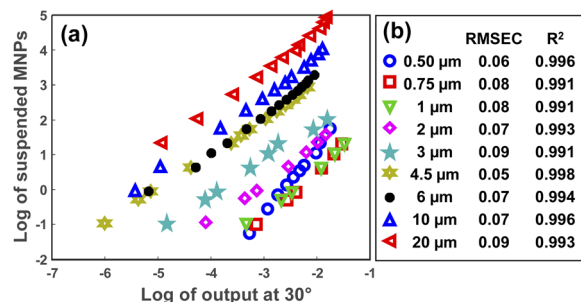 (a)
Log of suspended MNPs
5
4
3
2
1
0
-1
-2
-7
-6
-5
-4
-3
-2
-1
Log of output at 30°
(b)
RMSEC R²
0.50 µm 0.06 0.996
0.75 µm 0.08 0.991
1 µm 0.08 0.991
2 µm 0.07 0.993
3 µm 0.09 0.991
4.5 µm 0.05 0.998
6 µm 0.07 0.994
10 µm 0.07 0.996
20 µm 0.09 0.993